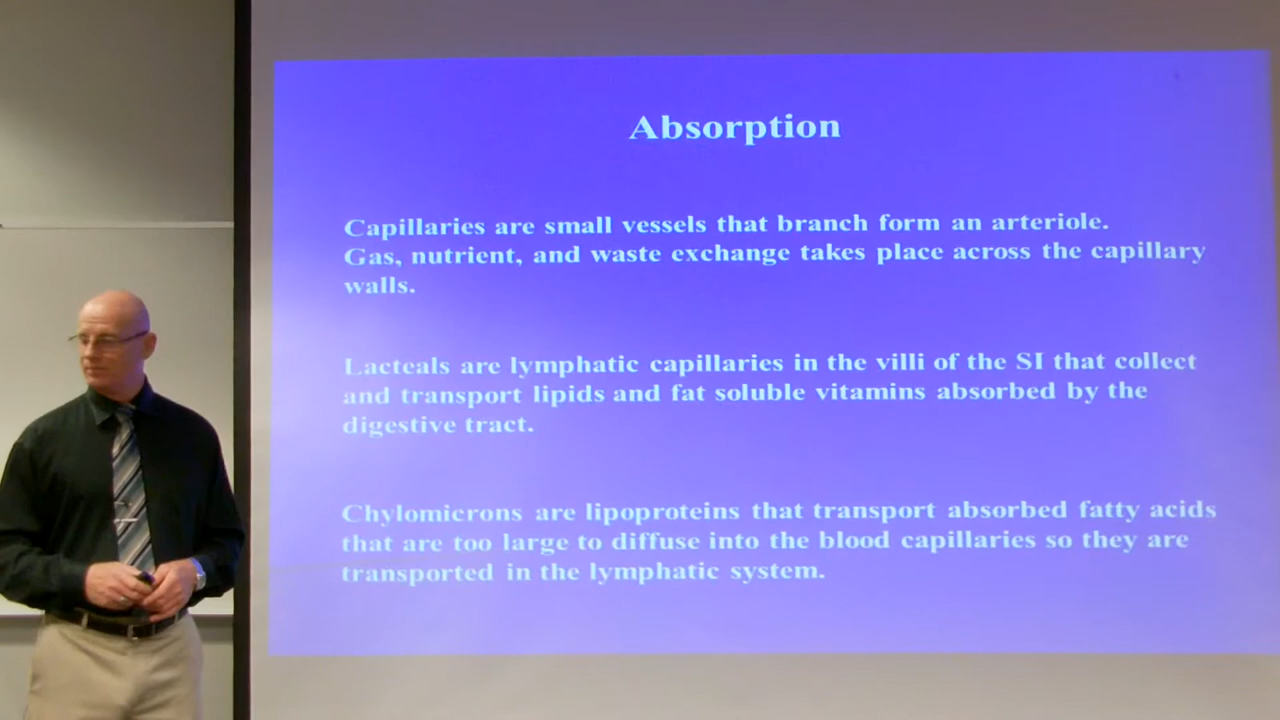 Absorption
Capillaries are small vessels that branch form an arteriole.
Gas, nutrient, and waste exchange takes place across the capillary
walls.
Lacteals are lymphatic capillaries in the villi of the SI that collect
and transport lipids and fat soluble vitamins absorbed by the
digestive tract.
Chylomicrons are lipoproteins that transport absorbed fatty acids
that are too large to diffuse into the blood capillaries so they are
transported in the lymphatic system.